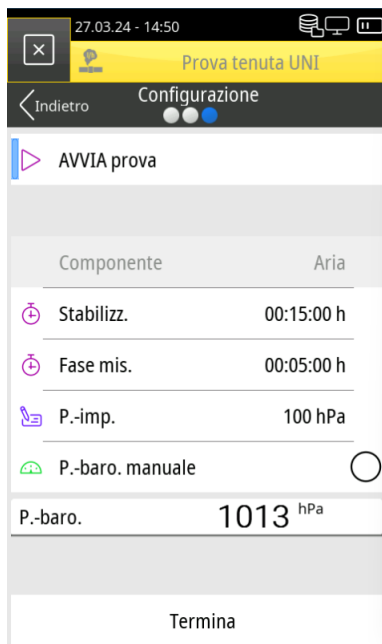 27.03.24 - 14:50
Prova tenuta UNI
Indietro
Configurazione
AVVIA prova
Componente Aria
Stabilizz. 00:15:00 h
Fase mis. 00:05:00 h
P.-imp. 100 hPa
P.-baro. manuale
P.-baro. 1013 hPa
Termina